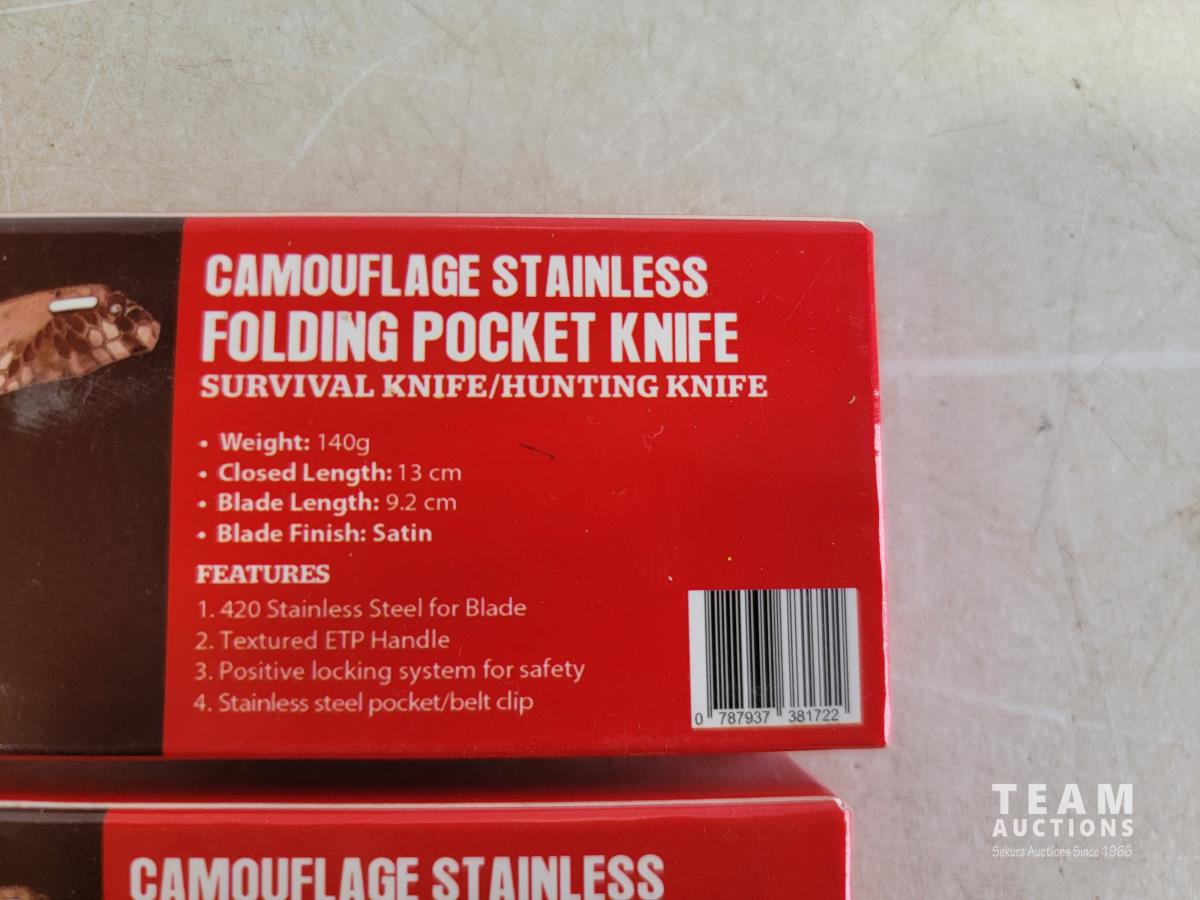 CAMOUFLAGE STAINLESS
FOLDING POCKET KNIFE
SURVIVAL KNIFE/HUNTING KNIFE
• Weight: 140g
• Closed Length: 13 cm
• Blade Length: 9.2 cm
• Blade Finish: Satin
FEATURES
1. 420 Stainless Steel for Blade
2. Textured ETP Handle
3. Positive locking system for safety
4. Stainless steel pocket/belt clip
0 787937 381722
TEAM
AUCTIONS
Sekura Auctions Since 1966
CAMOUFLAGE STAINLESS